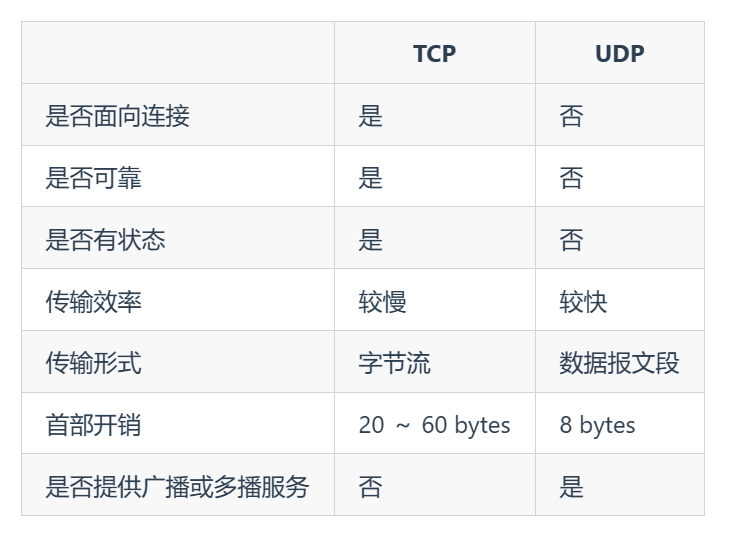 TCP UDP
是否面向连接 是 否
是否可靠 是 否
是否有状态 是 否
传输效率 较慢 较快
传输形式 字节流 数据报文段
首部开销 20 ~ 60 bytes 8 bytes
是否提供广播或多播服务 否 是